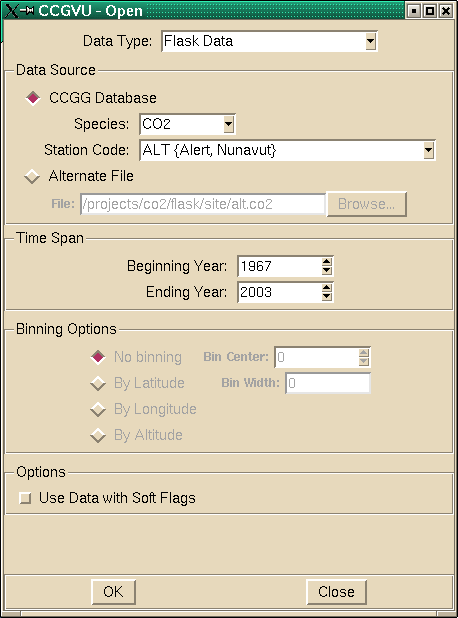 CCGVU - Open
Data Type: Flask Data
Data Source
CCGG Database
Species: CO2
Station Code: ALT {Alert, Nunavut}
Alternate File
File: /projects/co2/flask/site/alt.co2 Browse...
Time Span
Beginning Year: 1967
Ending Year: 2003
Binning Options
No binning Bin Center: 0
By Latitude Bin Width: 0
By Longitude
By Altitude
Options
Use Data with Soft Flags
OK Close